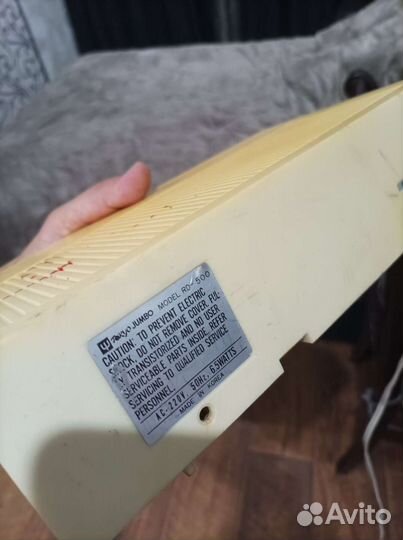 TJ TOKYO JUMBO MODEL RD-500
CAUTION: TO PREVENT ELECTRIC
SHOCK, DO NOT REMOVE COVER. FUL-
LY TRANSISTORIZED AND NO USER
SERVICEABLE PARTS INSIDE. REFER
SERVICING TO QUALIFIED SERVICE
PERSONNEL.
AC-220V, 50Hz, 65WATTS
MADE IN KOREA
Avito